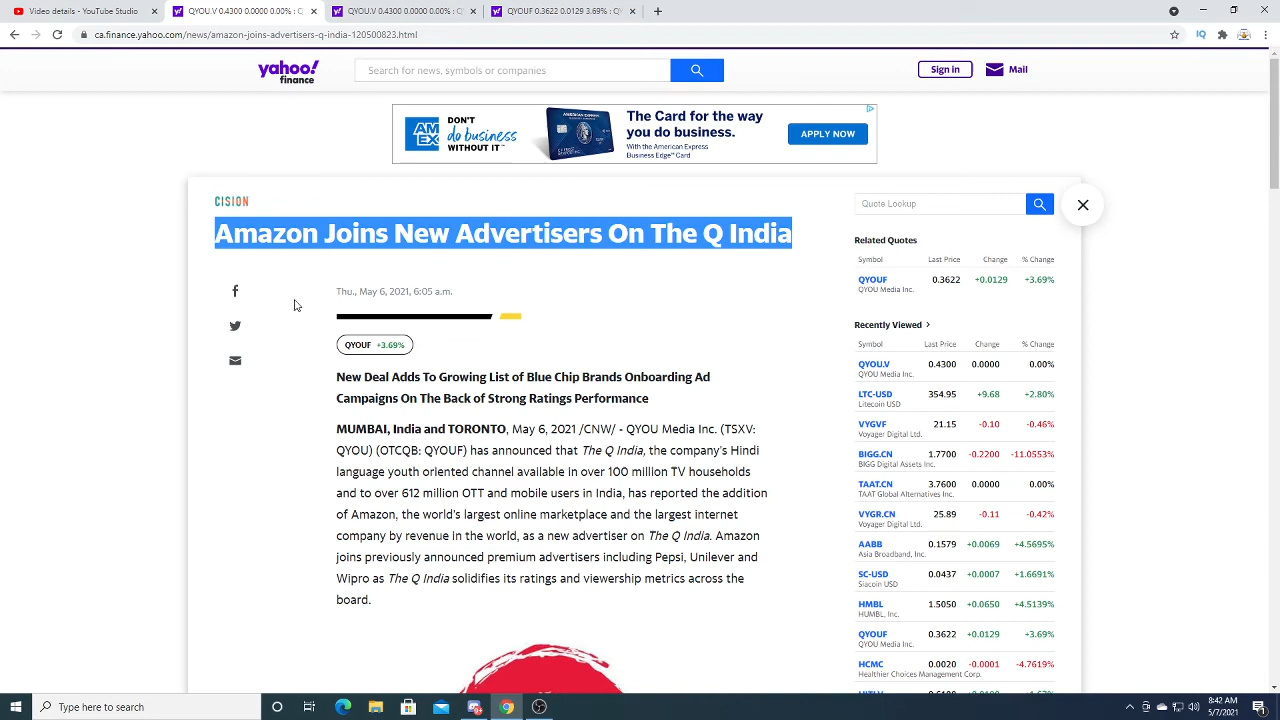 Video details - YouTube Studio
QYOU.V 0.4300 0.0000 0.00% : Q
QYOU.V 0.4300 0.0000 0.00% : Q
QYOUF 0.3622 0.0129 3.69% : Q
ca.finance.yahoo.com/news/amazon-joins-advertisers-q-india-120500823.html
IQ
yahoo!
finance
Search for news, symbols or companies
Sign in
Mail
AM
EX
DON'T
do business
WITHOUT IT™
The Card for the way
you do business.
With the American Express
Business Edge™ Card
APPLY NOW
CISION
Amazon Joins New Advertisers On The Q India
Thu., May 6, 2021, 6:05 a.m.
QYOUF +3.69%
New Deal Adds To Growing List of Blue Chip Brands Onboarding Ad
Campaigns On The Back of Strong Ratings Performance
MUMBAI, India and TORONTO, May 6, 2021 /CNW/ - QYOU Media Inc. (TSXV:
QYOU) (OTCQB: QYOUF) has announced that The Q India, the company's Hindi
language youth oriented channel available in over 100 million TV households
and to over 612 million OTT and mobile users in India, has reported the addition
of Amazon, the world's largest online marketplace and the largest internet
company by revenue in the world, as a new advertiser on The Q India. Amazon
joins previously announced premium advertisers including Pepsi, Unilever and
Wipro as The Q India solidifies its ratings and viewership metrics across the
board.
Quote Lookup
Related Quotes
Symbol Last Price Change % Change
QYOUF 0.3622 +0.0129 +3.69%
QYOU Media Inc.
Recently Viewed
Symbol Last Price Change % Change
QYOU.V 0.4300 0.0000 0.00%
QYOU Media Inc.
LTC-USD 354.95 +9.68 +2.80%
Litecoin USD
VYGVF 21.15 -0.10 -0.46%
Voyager Digital Ltd.
BIGG.CN 1.7700 -0.2200 -11.0553%
BIGG Digital Assets Inc.
TAAT.CN 3.7600 0.0000 0.00%
TAAT Global Alternatives Inc.
VYGR.CN 25.89 -0.11 -0.42%
Voyager Digital Ltd.
AABB 0.1579 +0.0069 +4.5695%
Asia Broadband, Inc.
SC-USD 0.0437 +0.0007 +1.6691%
Siacoin USD
HMBL 1.5050 +0.0650 +4.5139%
HUMBL, Inc.
QYOUF 0.3622 +0.0129 +3.69%
QYOU Media Inc.
HCMC 0.0020 -0.0001 -4.7619%
Healthier Choices Management Corp.
Type here to search
8:42 AM
5/7/2021